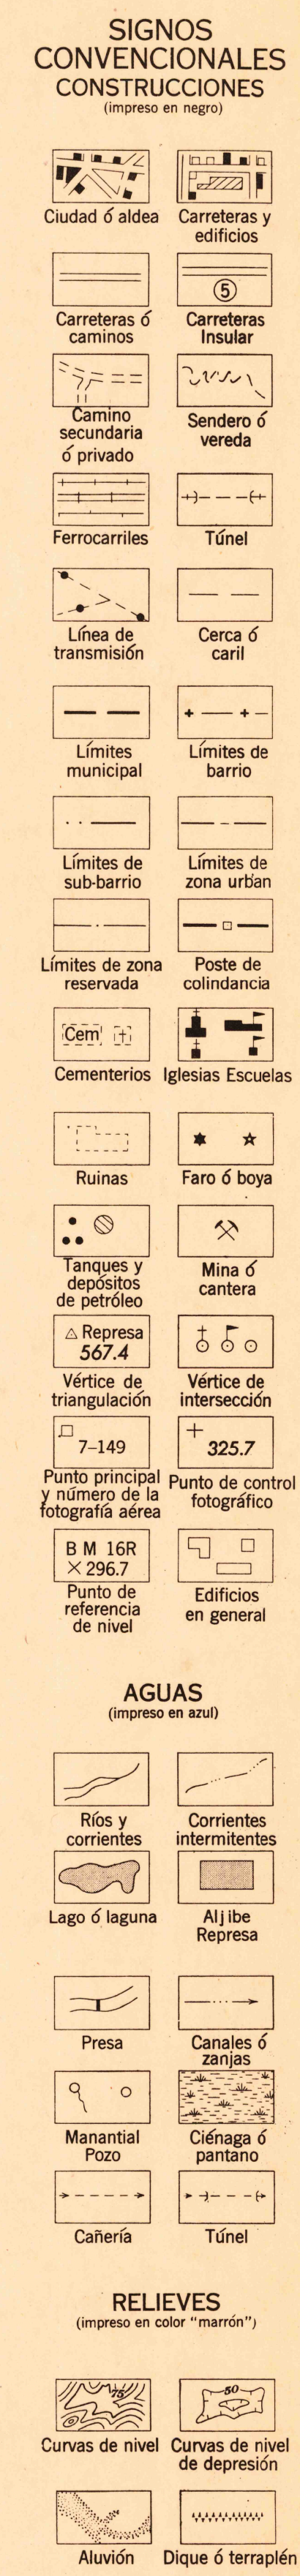 SIGNOS
CONVENCIONALES
CONSTRUCCIONES
(impreso en negro)
Ciudad ó aldea
Carreteras y
edificios
Carreteras ó
caminos
5
Carreteras
Insular
Camino
secundaria
ó privado
Sendero ó
vereda
Ferrocarriles
Túnel
Línea de
transmisión
Cerca ó
caril
Límites
municipal
Límites de
barrio
Límites de
sub-barrio
Límites de
zona urban
Límites de zona
reservada
Poste de
colindancia
Cem
Cementerios
Iglesias Escuelas
Ruinas
Faro ó boya
Tanques y
depósitos
de petróleo
Mina ó
cantera
Represa
567.4
Vértice de
triangulación
Vértice de
intersección
7-149
Punto principal
y número de la
fotografía aérea
325.7
Punto de control
fotográfico
B M 16R
296.7
Punto de
referencia
de nivel
Edificios
en general
AGUAS
(impreso en azul)
Ríos y
corrientes
Corrientes
intermitentes
Lago ó laguna
Aljibe
Represa
Presa
Canales ó
zanjas
Manantial
Pozo
Ciénaga ó
pantano
Cañería
Túnel
RELIEVES
(impreso en color "marrón")
75
Curvas de nivel
50
Curvas de nivel
de depresión
Aluvión
Dique ó terraplén